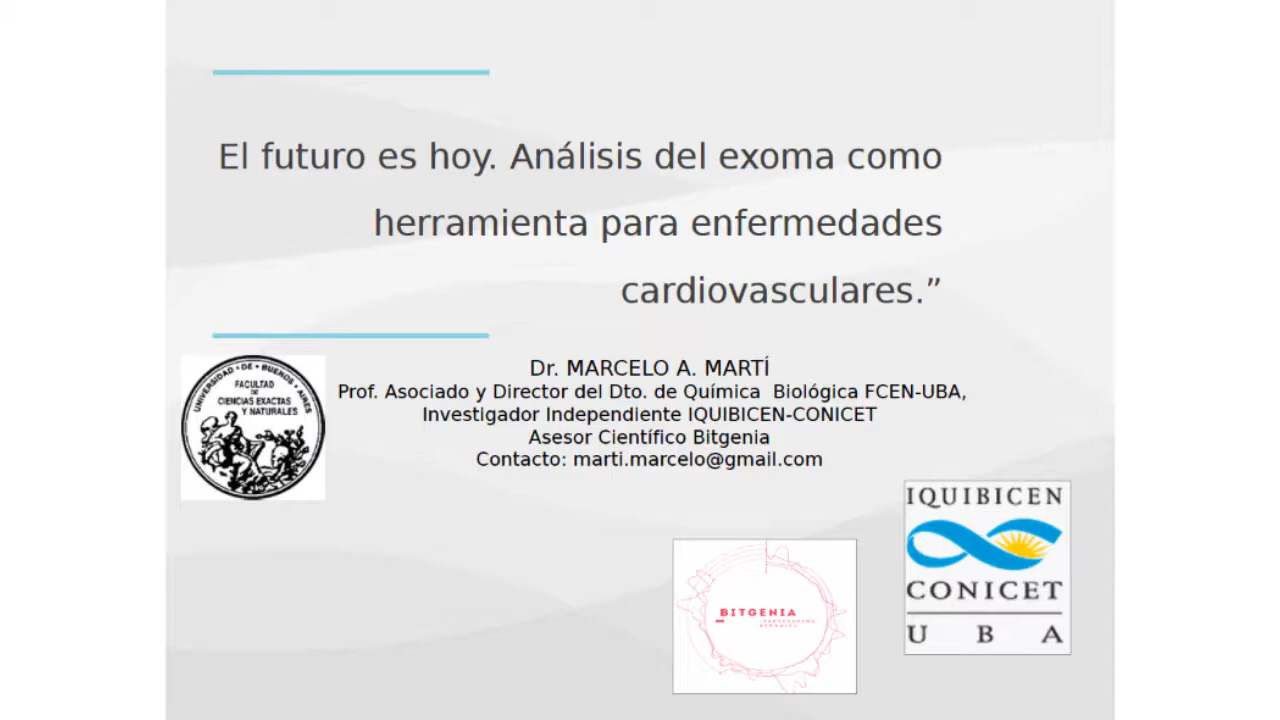 El futuro es hoy. Análisis del exoma como
herramienta para enfermedades
cardiovasculares.”
Dr. MARCELO A. MARTÍ
Prof. Asociado y Director del Dto. de Química  Biológica FCEN-UBA,
Investigador Independiente IQUIBICEN-CONICET
Asesor Científico Bitgenia
Contacto: marti.marcelo@gmail.com
UNIVERSIDAD • DE • BUENOS • AIRES
FACULTAD
DE
CIENCIAS EXACTAS
Y NATURALES
IQUIBICEN
CONICET
U B A
BITGENIA